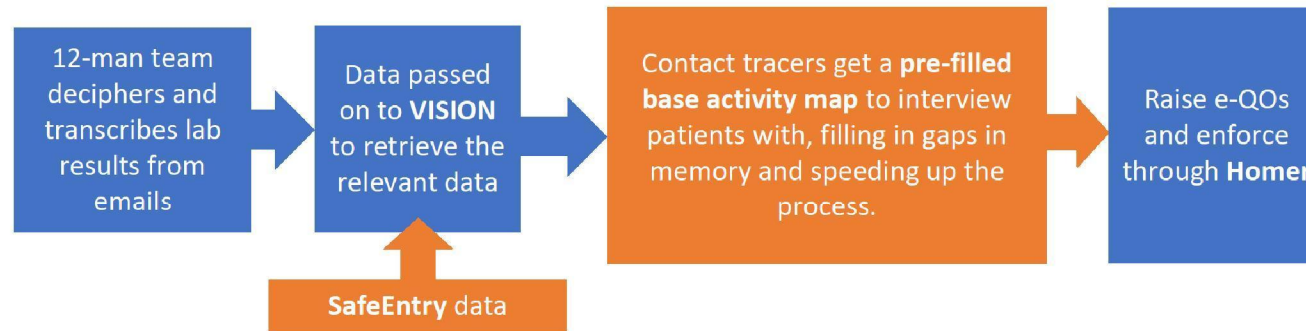 12-man team
deciphers and
transcribes lab
results from
emails
Data passed
on to VISION
to retrieve the
relevant data
Contact tracers get a pre-filled
base activity map to interview
patients with, filling in gaps in
memory and speeding up the
process.
Raise e-QOs
and enforce
through Homer
SafeEntry data